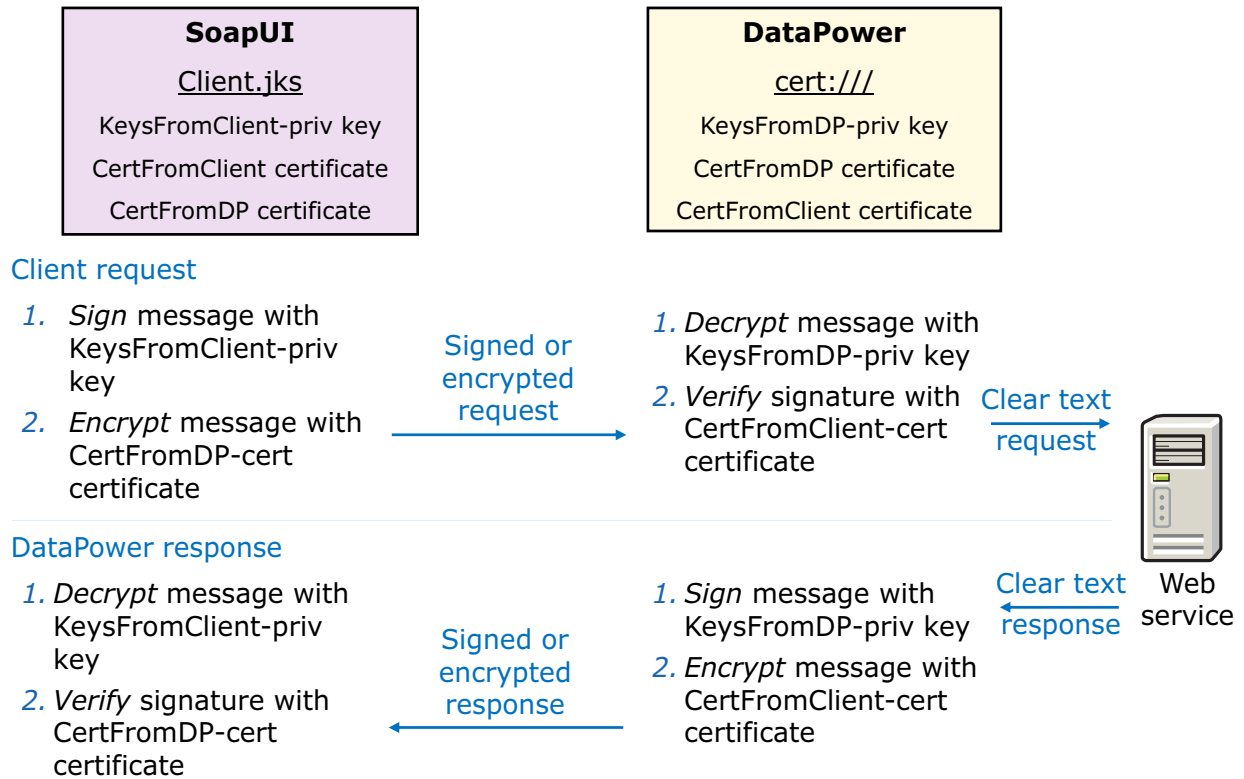 SoapUI
Client.jks
KeysFromClient-priv key
CertFromClient certificate
CertFromDP certificate
DataPower
cert:///
KeysFromDP-priv key
CertFromDP certificate
CertFromClient certificate
Client request
1. Sign message with
KeysFromClient-priv
key
2. Encrypt message with
CertFromDP-cert
certificate
Signed or
encrypted
request
1. Decrypt message with
KeysFromDP-priv key
2. Verify signature with
CertFromClient-cert
certificate
Clear text
request
DataPower response
1. Decrypt message with
KeysFromClient-priv
key
2. Verify signature with
CertFromDP-cert
certificate
Signed or
encrypted
response
1. Sign message with
KeysFromDP-priv key
2. Encrypt message with
CertFromClient-cert
certificate
Clear text
response
Web
service